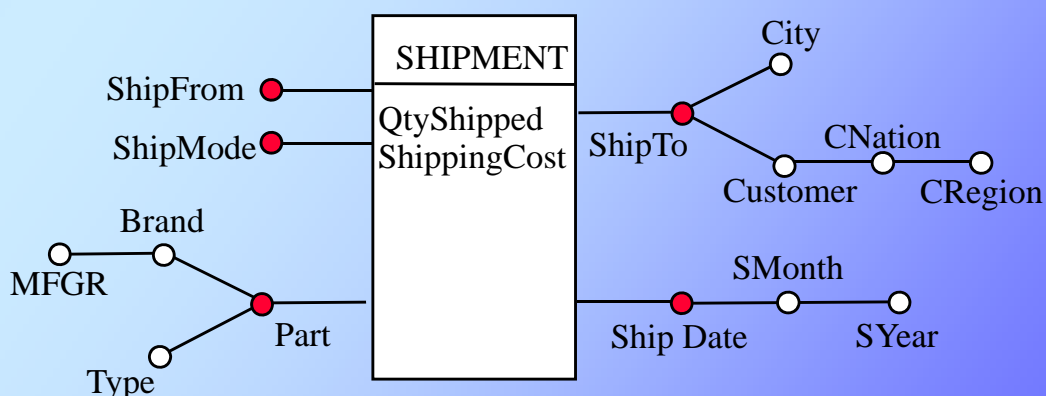 City
SHIPMENT
ShipFrom
QtyShipped
ShipMode
ShippingCost
ShipTo
CNation
Customer
CRegion
Brand
MFGR
SMonth
Part
Ship Date
SYear
Type